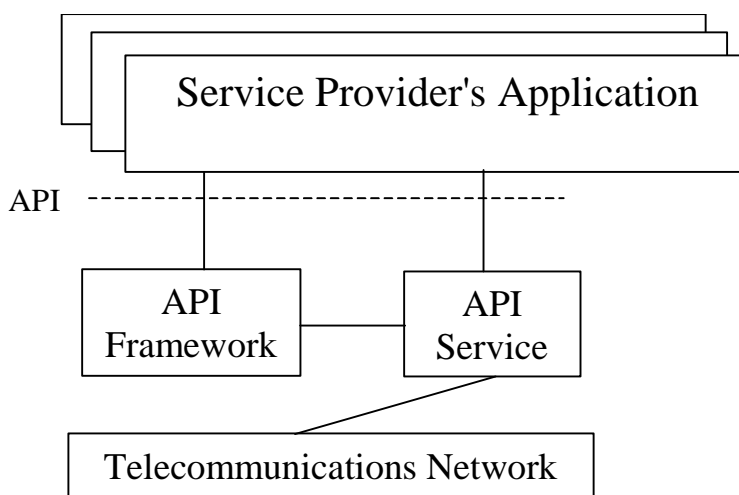 Service Provider's Application
API
API
Framework
API
Service
Telecommunications Network